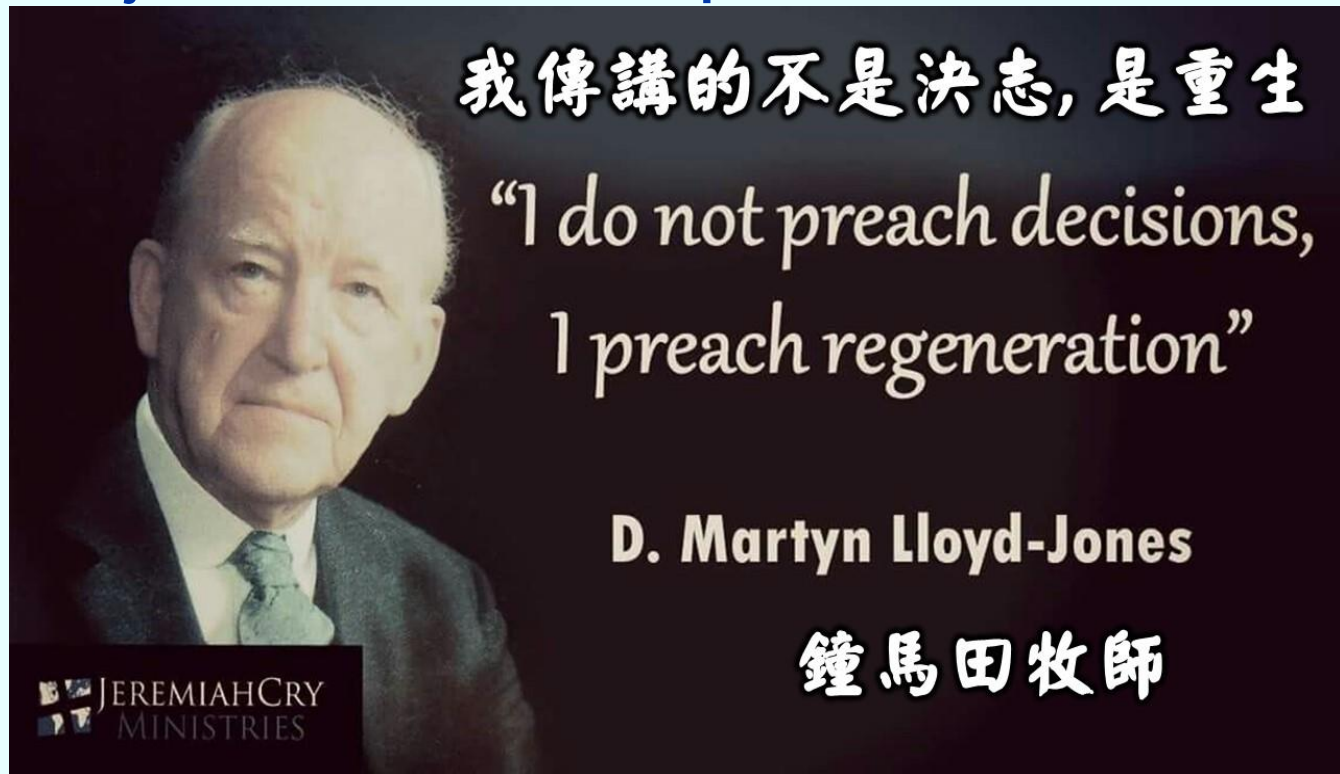 我傳講的不是決志,是重生
“I do not preach decisions,
I preach regeneration”
D. Martyn Lloyd-Jones
鐘馬田牧師
JEREMIAHCRY
MINISTRIES